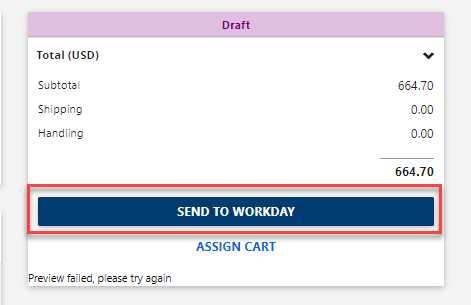 Draft
Total (USD)
Subtotal 664.70
Shipping 0.00
Handling 0.00
664.70
SEND TO WORKDAY
ASSIGN CART
Preview failed, please try again